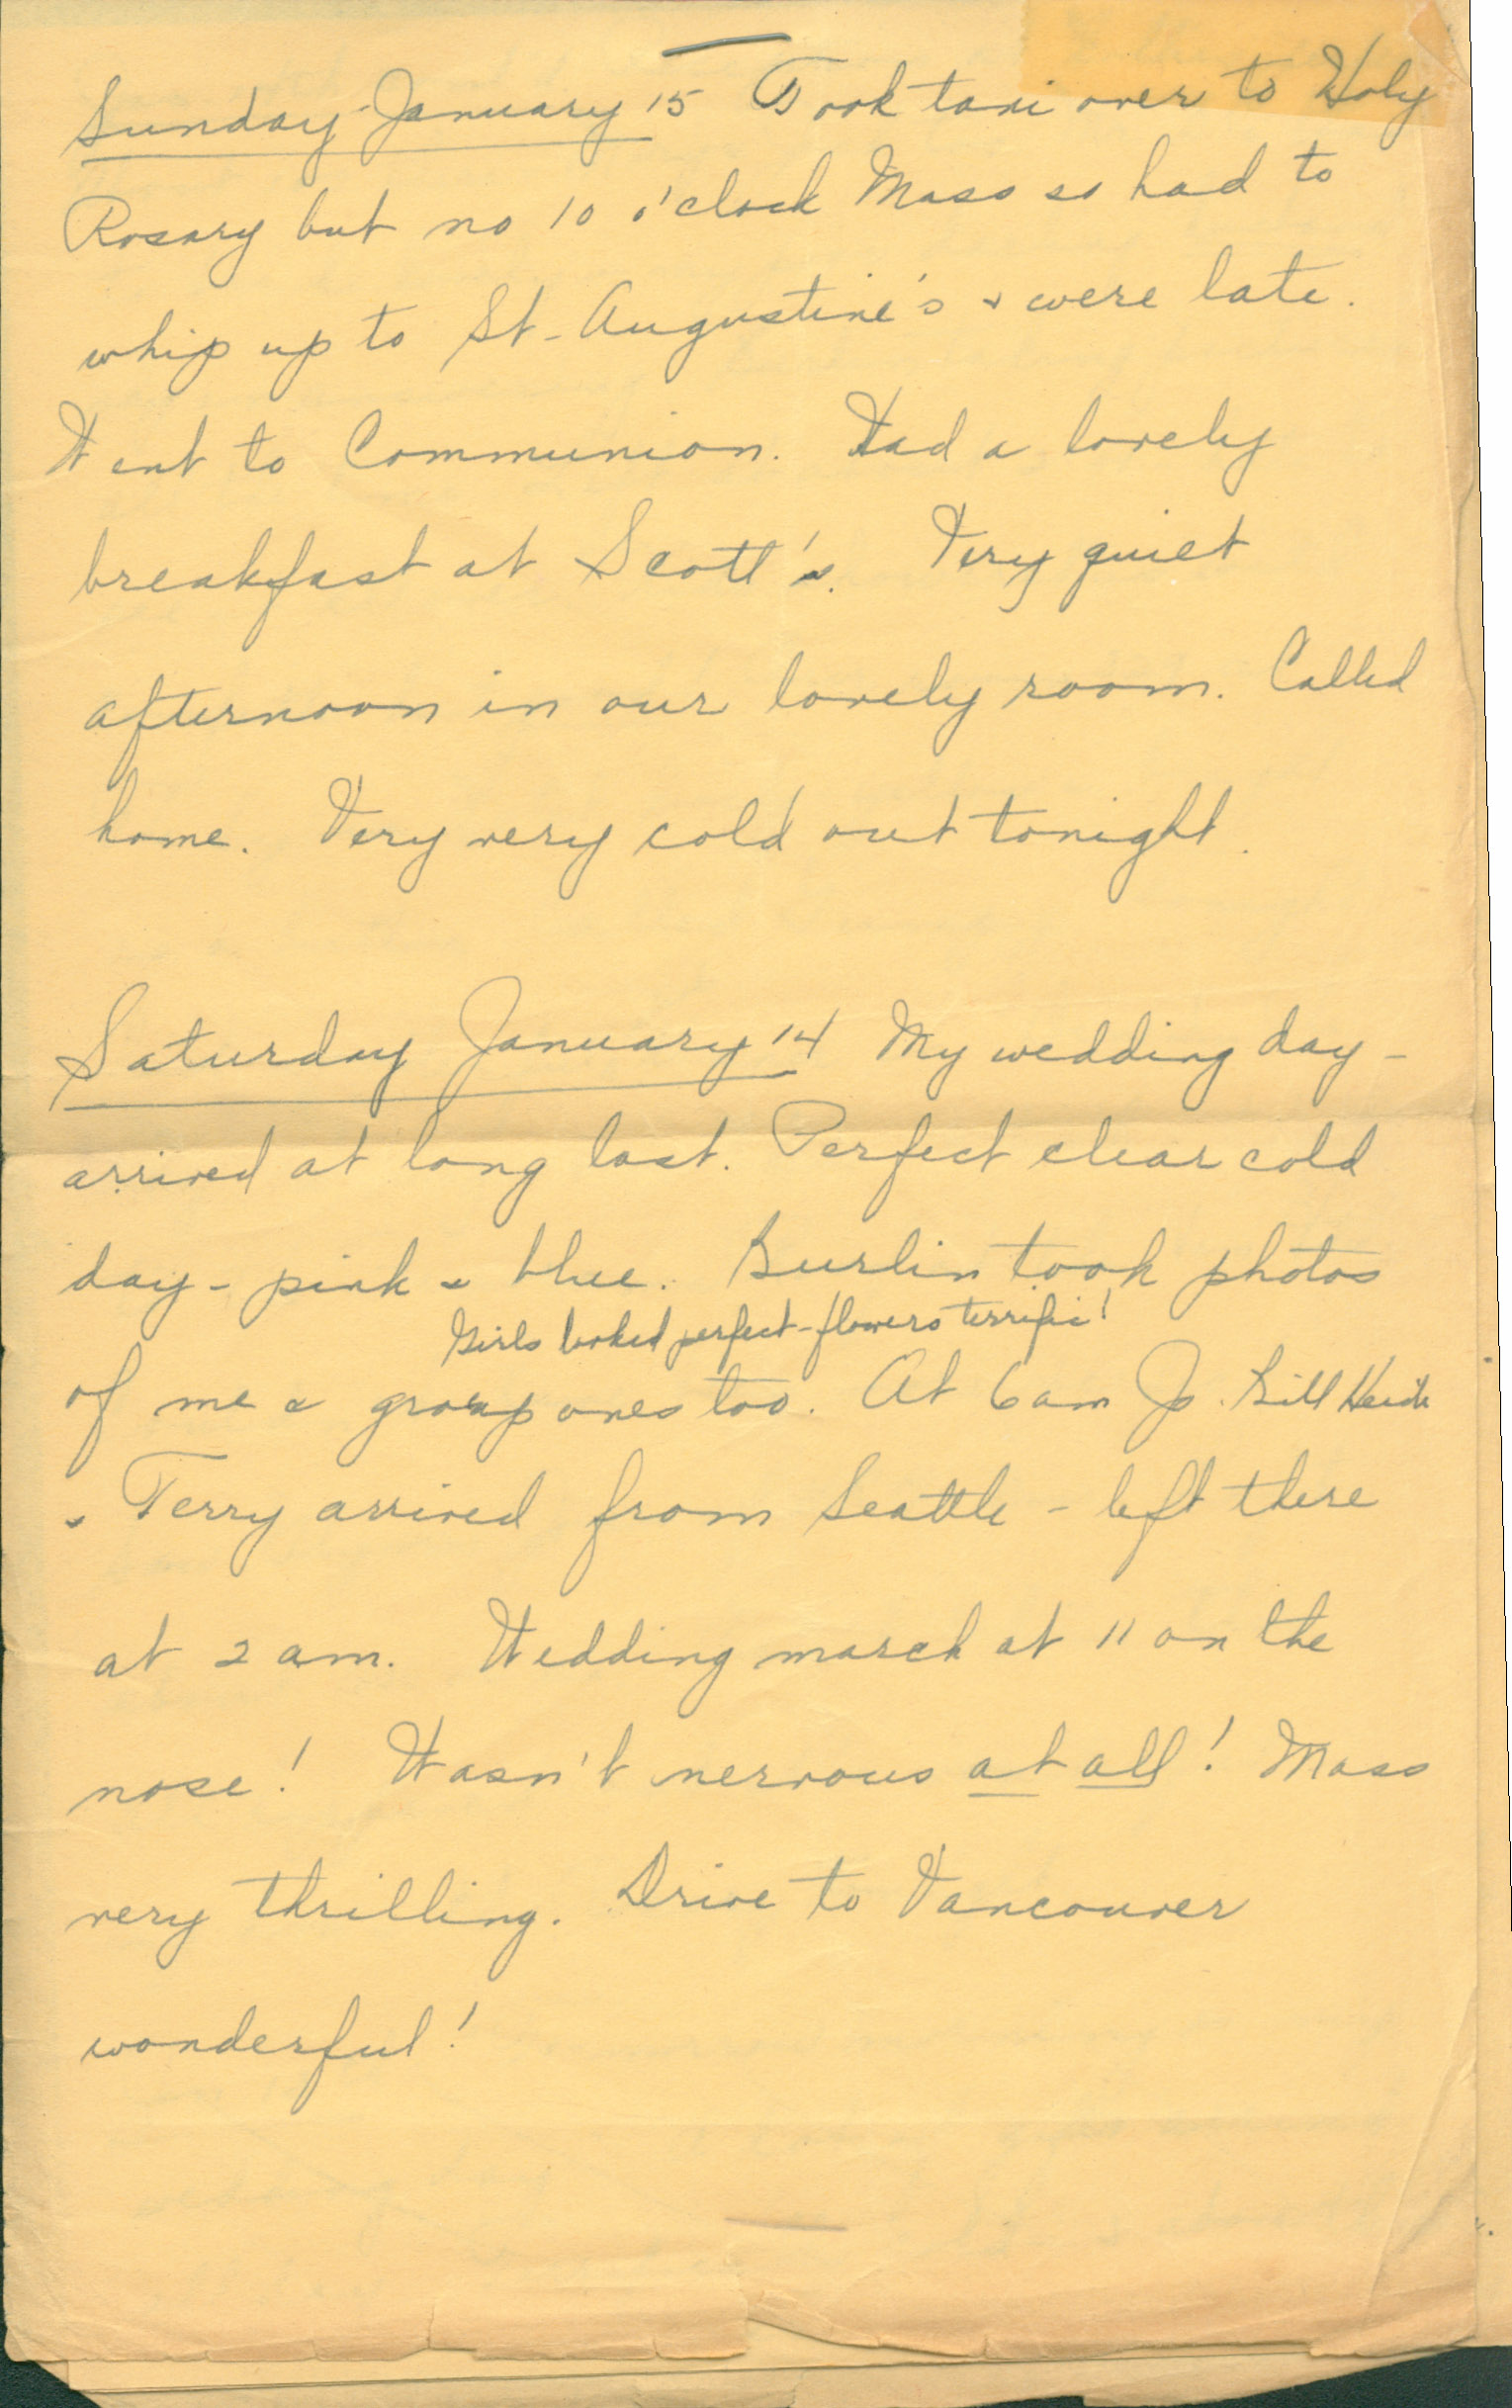 Sunday January 15 Took taxi over to Holy
Rosary but no 10 o'clock Mass so had to
whip up to St. Augustine's & were late.
Went to Communion. Had a lovely
breakfast at Scott's. Very quiet
afternoon in our lovely room. Called
home. Very very cold out tonight.
Saturday January 14 My wedding day -
arrived at long last. Perfect clear cold
day - pink & blue. Burlin took photos
Girls looked perfect - flowers terrific!
of me & group ones too. At 6 am Jo. Bill Heidi
& Terry arrived from Seattle - left there
at 2 am. Wedding march at 11 on the
nose! Wasn't nervous at all! Mass
very thrilling. Drive to Vancouver
wonderful!